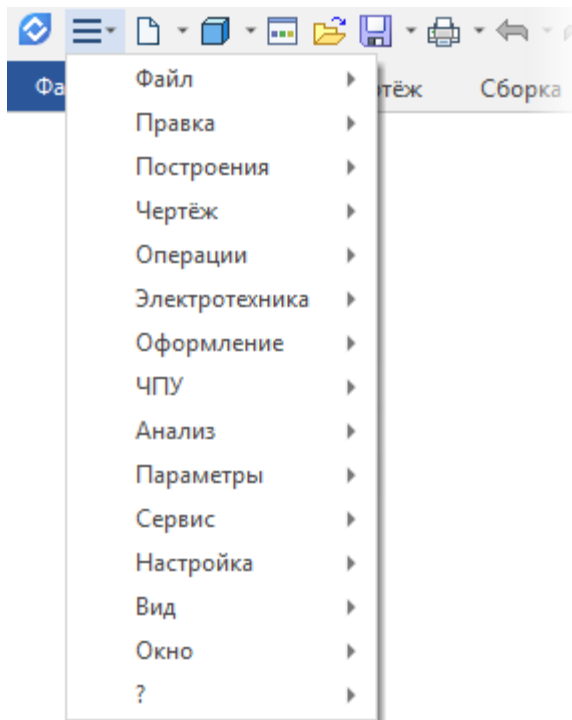 Файл
Фа
тёж Сборка
Правка
Построения
Чертёж
Операции
Электротехника
Оформление
ЧПУ
Анализ
Параметры
Сервис
Настройка
Вид
Окно
?